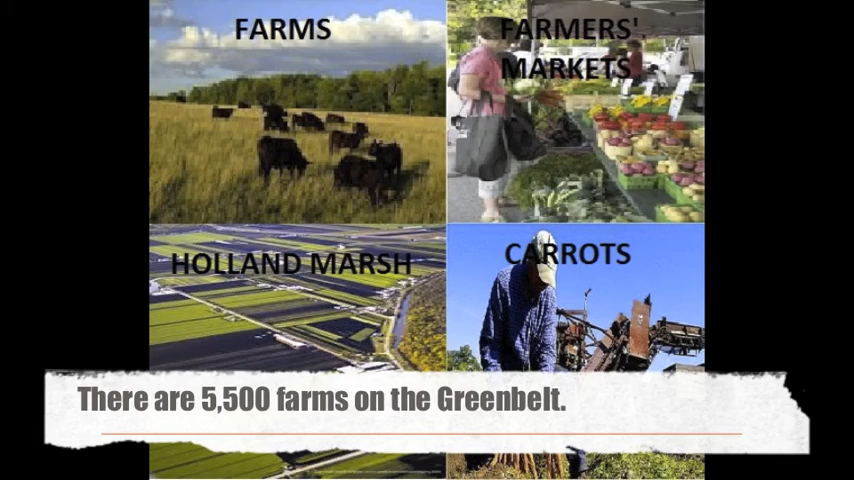 FARMS
FARMERS'
MARKETS
HOLLAND MARSH
CARROTS
There are 5,500 farms on the Greenbelt.